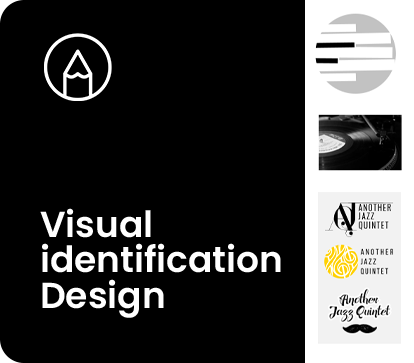 Visual
identification
Design
ANOTHER
JAZZ
QUINTET
ANOTHER
JAZZ
QUINTET
Another
Jazz Quintet